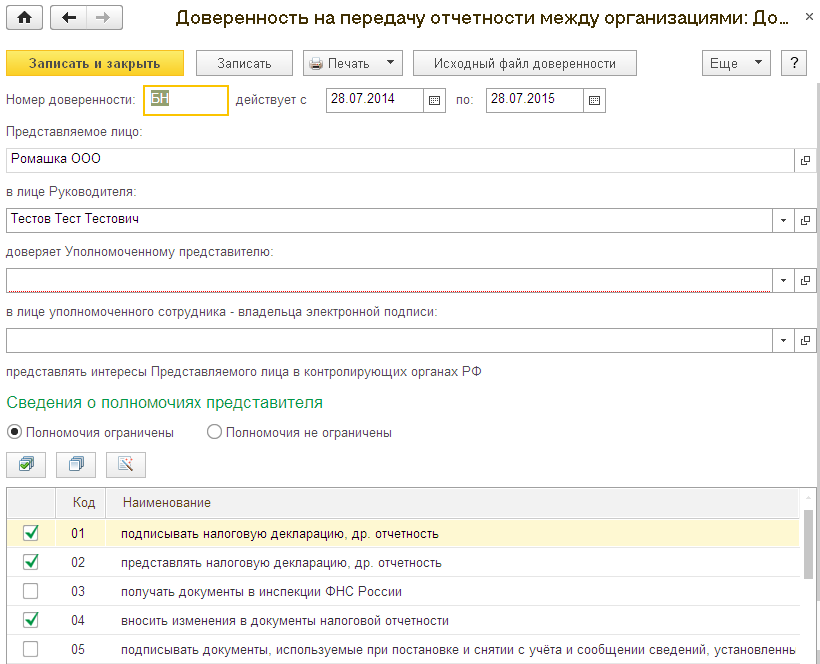 Доверенность на передачу отчетности между организациями: До...
Записать и закрыть Записать Печать Исходный файл доверенности Еще ?
Номер доверенности: БН действует с 28.07.2014 по: 28.07.2015
Представляемое лицо:
Ромашка ООО
в лице Руководителя:
Тестов Тест Тестович
доверяет Уполномоченному представителю:
в лице уполномоченного сотрудника - владельца электронной подписи:
представлять интересы Представляемого лица в контролирующих органах РФ
Сведения о полномочиях представителя
Полномочия ограничены Полномочия не ограничены
Код Наименование
01 подписывать налоговую декларацию, др. отчетность
02 представлять налоговую декларацию, др. отчетность
03 получать документы в инспекции ФНС России
04 вносить изменения в документы налоговой отчетности
05 подписывать документы, используемые при постановке и снятии с учёта и сообщении сведений, установленнь